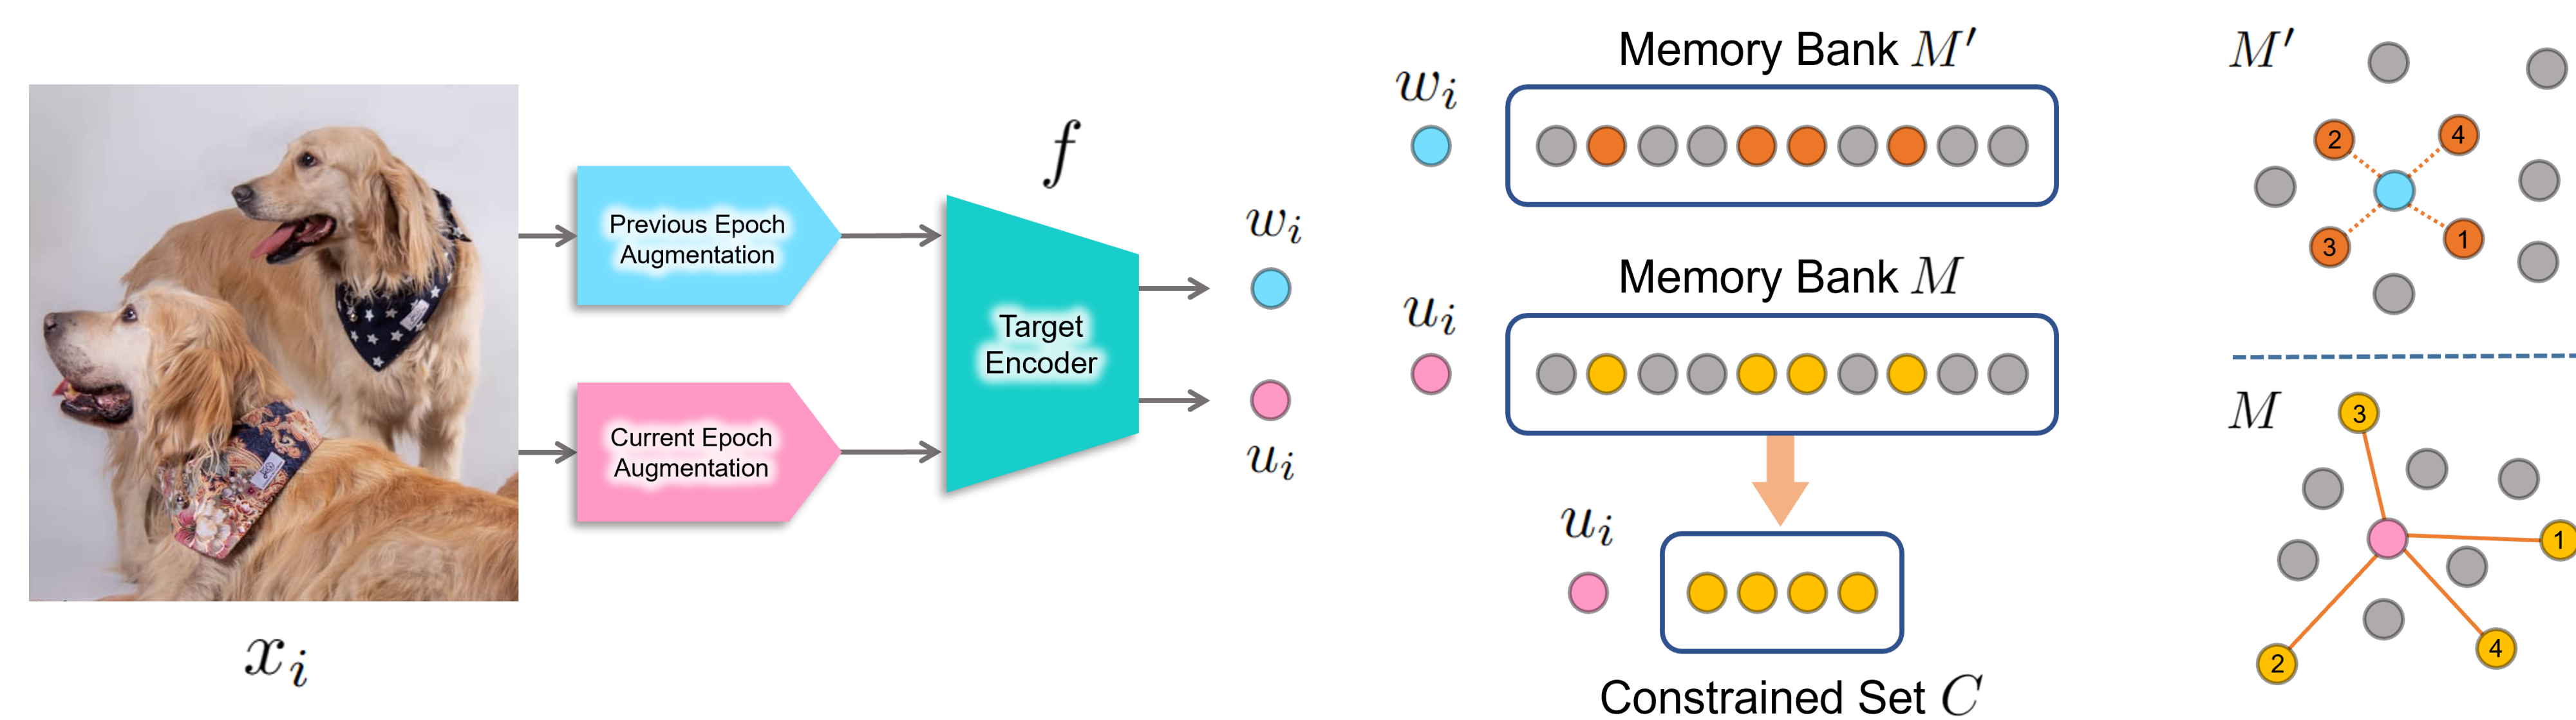 x_i
Previous Epoch
Augmentation
Current Epoch
Augmentation
f
Target
Encoder
w_i
u_i
Memory Bank M′
w_i
Memory Bank M
u_i
u_i
Constrained Set C
M′
2
4
3
1
M
3
1
2
4